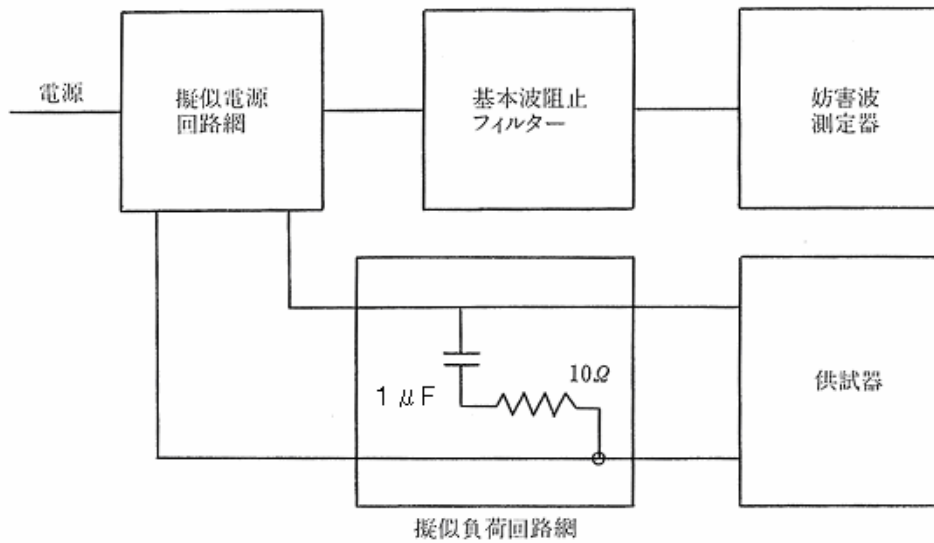 電源
擬似電源
回路網
基本波阻止
フィルター
妨害波
測定器
1μF
10Ω
供試器
擬似負荷回路網